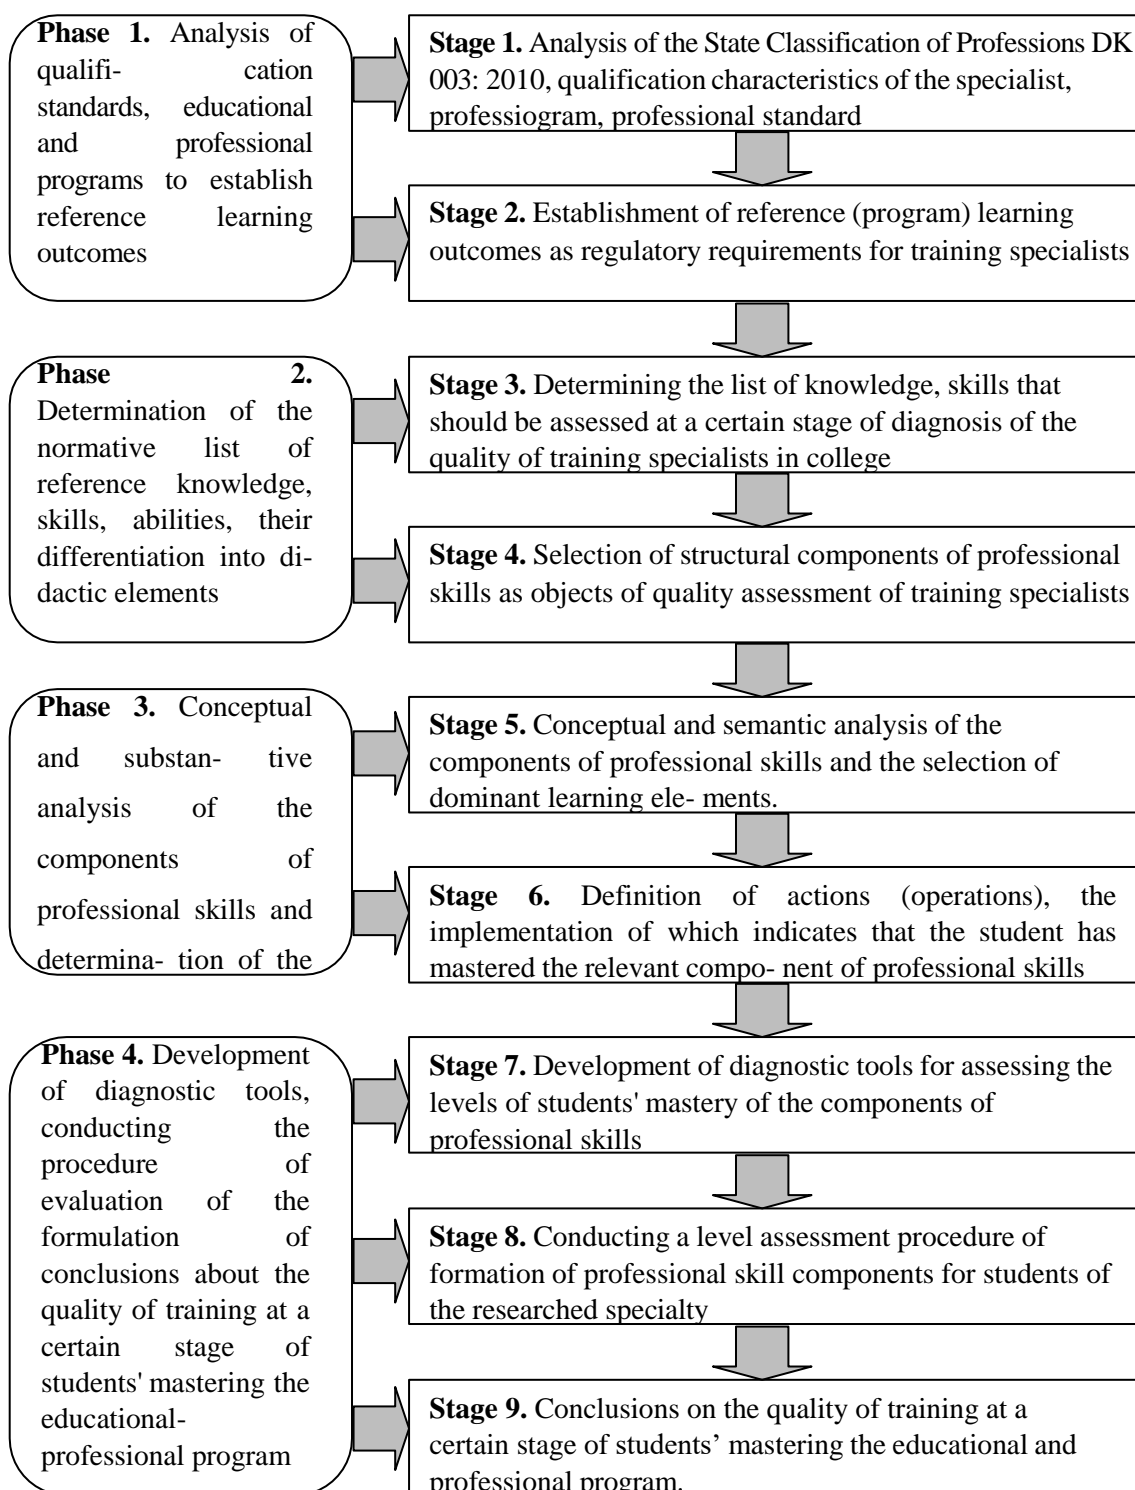 Phase 1. Analysis of
qualifi- cation
standards, educational
and professional
programs to establish
reference learning
outcomes
Stage 1. Analysis of the State Classification of Professions DK
003: 2010, qualification characteristics of the specialist,
professiogram, professional standard
Stage 2. Establishment of reference (program) learning
outcomes as regulatory requirements for training specialists
Phase 2.
Determination of the
normative list of
reference knowledge,
skills, abilities, their
differentiation into di-
dactic elements
Stage 3. Determining the list of knowledge, skills that
should be assessed at a certain stage of diagnosis of the
quality of training specialists in college
Stage 4. Selection of structural components of professional
skills as objects of quality assessment of training specialists
Phase 3. Conceptual
and substan- tive
analysis of the
components of
professional skills and
determina- tion of the
Stage 5. Conceptual and semantic analysis of the
components of professional skills and the selection of
dominant learning ele- ments.
Stage 6. Definition of actions (operations), the
implementation of which indicates that the student has
mastered the relevant compo- nent of professional skills
Phase 4. Development
of diagnostic tools,
conducting the
procedure of
evaluation of the
formulation of
conclusions about the
quality of training at a
certain stage of
students' mastering the
educational-
professional program
Stage 7. Development of diagnostic tools for assessing the
levels of students' mastery of the components of
professional skills
Stage 8. Conducting a level assessment procedure of
formation of professional skill components for students of
the researched specialty
Stage 9. Conclusions on the quality of training at a
certain stage of students’ mastering the educational and
professional program.